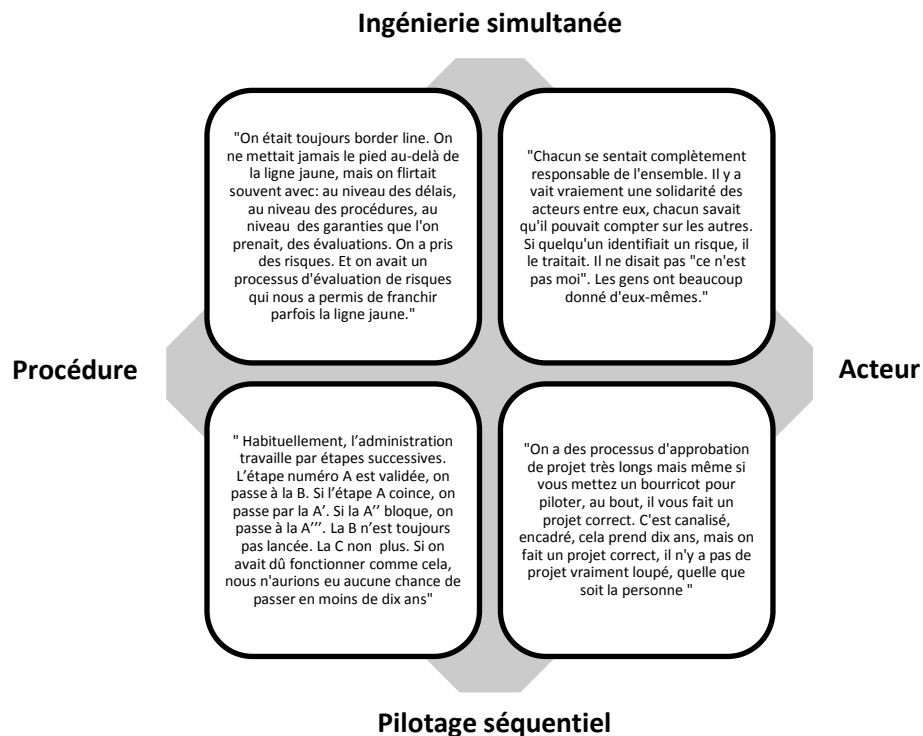 Ingénierie simultanée
"On était toujours border line. On
ne mettait jamais le pied au-delà de
la ligne jaune, mais on flirtait
souvent avec: au niveau des délais,
au niveau des procédures, au
niveau des garanties que l'on
prenait, des évaluations. On a pris
des risques. Et on avait un
processus d'évaluation de risques
qui nous a permis de franchir
parfois la ligne jaune."
"Chacun se sentait complètement
responsable de l'ensemble. Il y a
vait vraiement une solidarité des
acteurs entre eux, chacun savait
qu'il pouvait compter sur les autres.
Si quelqu'un identifiait un risque, il
le traitait. Il ne disait pas "ce n'est
pas moi". Les gens ont beaucoup
donné d'eux-mêmes."
Procédure
Acteur
" Habituellement, l’administration
travaille par étapes successives.
L’étape numéro A est validée, on
passe à la B. Si l’étape A coince, on
passe par la A’. Si la A’’ bloque, on
passe à la A’’’. La B n’est toujours
pas lancée. La C non plus. Si on
avait dû fonctionner comme cela,
nous n'aurions eu aucune chance de
passer en moins de dix ans"
"On a des processus d'approbation
de projet très longs mais même si
vous mettez un bourricot pour
piloter, au bout, il vous fait un
projet correct. C'est canalisé,
encadré, cela prend dix ans, mais on
fait un projet correct, il n'y a pas de
projet vraiment loupé, quelle que
soit la personne "
Pilotage séquentiel